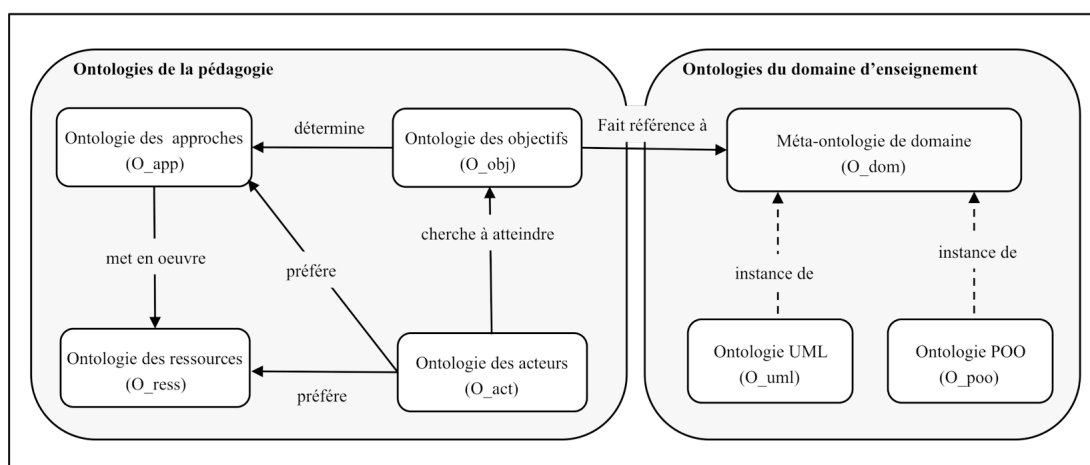 Ontologies de la pédagogie
Ontologies du domaine d'enseignement
Ontologie des approches
(O_app)
détermine
Ontologie des objectifs
(O_obj)
Fait référence à
Méta-ontologie de domaine
(O_dom)
met en oeuvre
préfére
cherche à atteindre
instance de
instance de
Ontologie des ressources
(O_ress)
préfére
Ontologie des acteurs
(O_act)
Ontologie UML
(O_uml)
Ontologie POO
(O_poo)